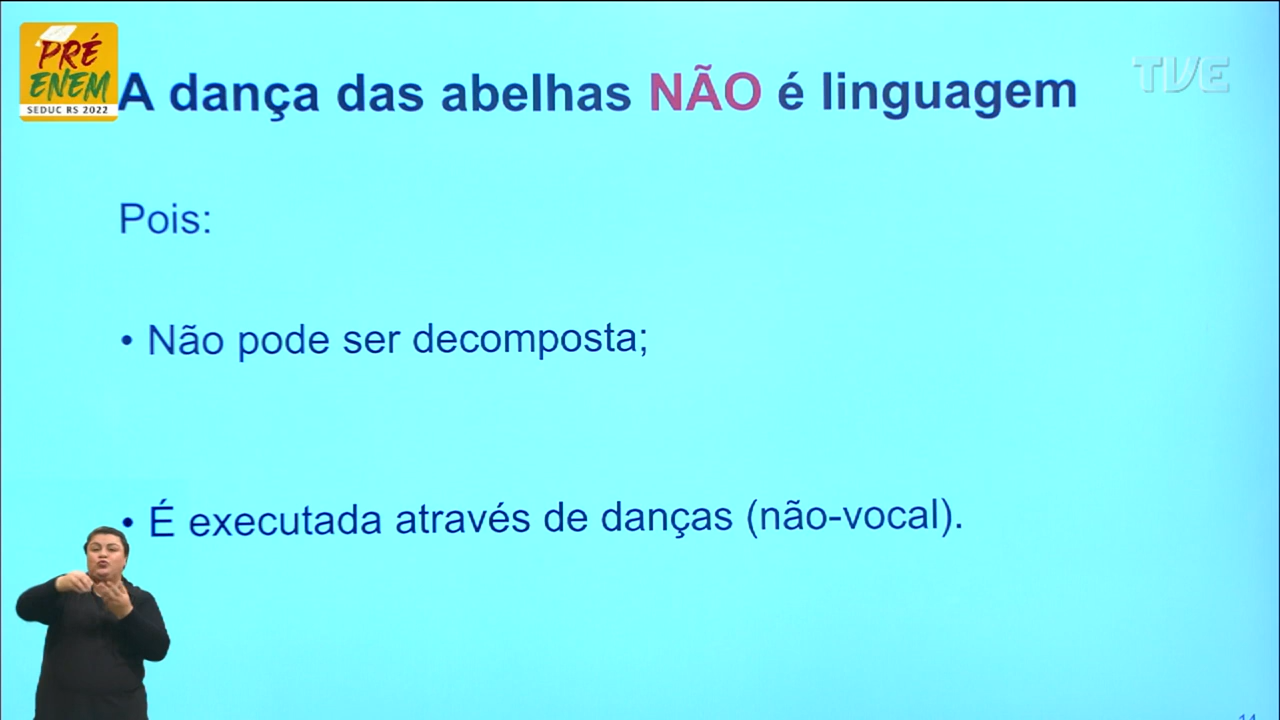 PRÉ
ENEM
SEDUC RS 2022
TVE
A dança das abelhas NÃO é linguagem
Pois:
• Não pode ser decomposta;
• É executada através de danças (não-vocal).
14